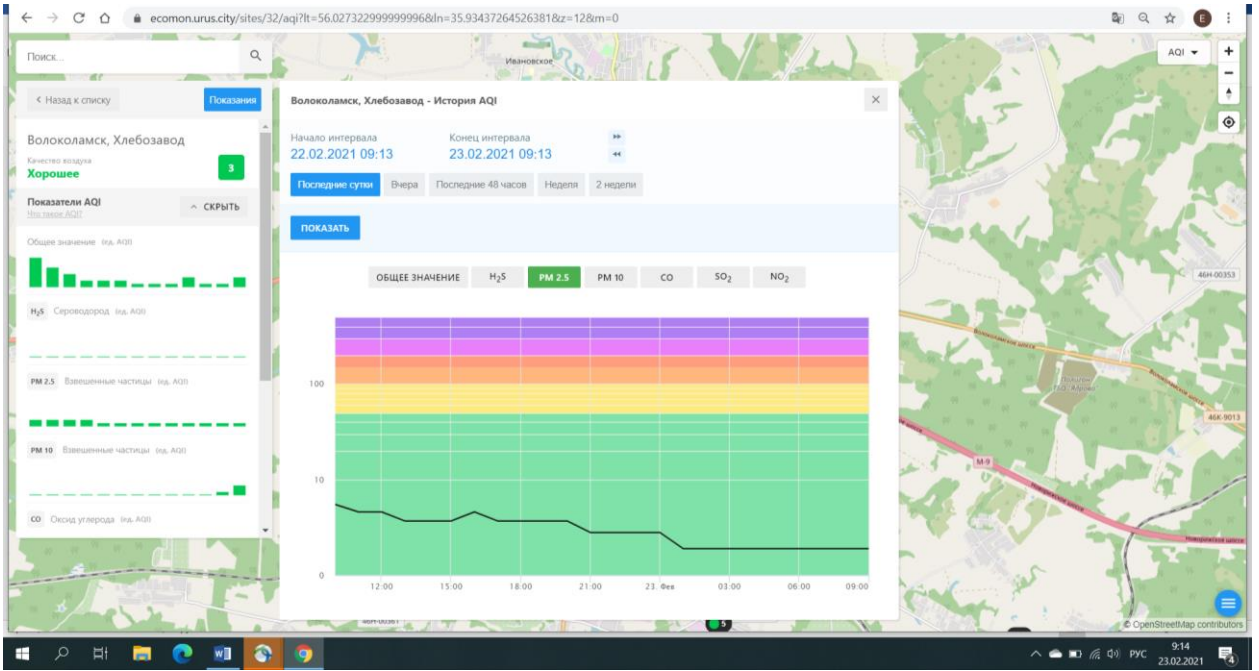 ecomon.urus.city/sites/32/aqi?lt=56.027322999999996&ln=35.93437264526381&z=12&m=0
E
Поиск...
Ивановское
AQI
+
−
< Назад к списку
Показания
Волоколамск, Хлебозавод
Качество воздуха
Хорошее
3
Показатели AQI
Что такое AQI?
СКРЫТЬ
Общее значение (ед. AQI)
H₂S Сероводород (ед. AQI)
PM 2.5 Взвешенные частицы (ед. AQI)
PM 10 Взвешенные частицы (ед. AQI)
CO Оксид углерода (ед. AQI)
Волоколамск, Хлебозавод - История AQI
×
Начало интервала Конец интервала
22.02.2021 09:13 23.02.2021 09:13
Последние сутки Вчера Последние 48 часов Неделя 2 недели
ПОКАЗАТЬ
ОБЩЕЕ ЗНАЧЕНИЕ H₂S PM 2.5 PM 10 CO SO₂ NO₂
100
10
0
12:00 15:00 18:00 21:00 23. Фев 03:00 06:00 09:00
46Н-00353
Волоколамское шоссе
46К-9013
М-9
Новорижское шоссе
5
© OpenStreetMap contributors
W
РУС
9:14
23.02.2021
4